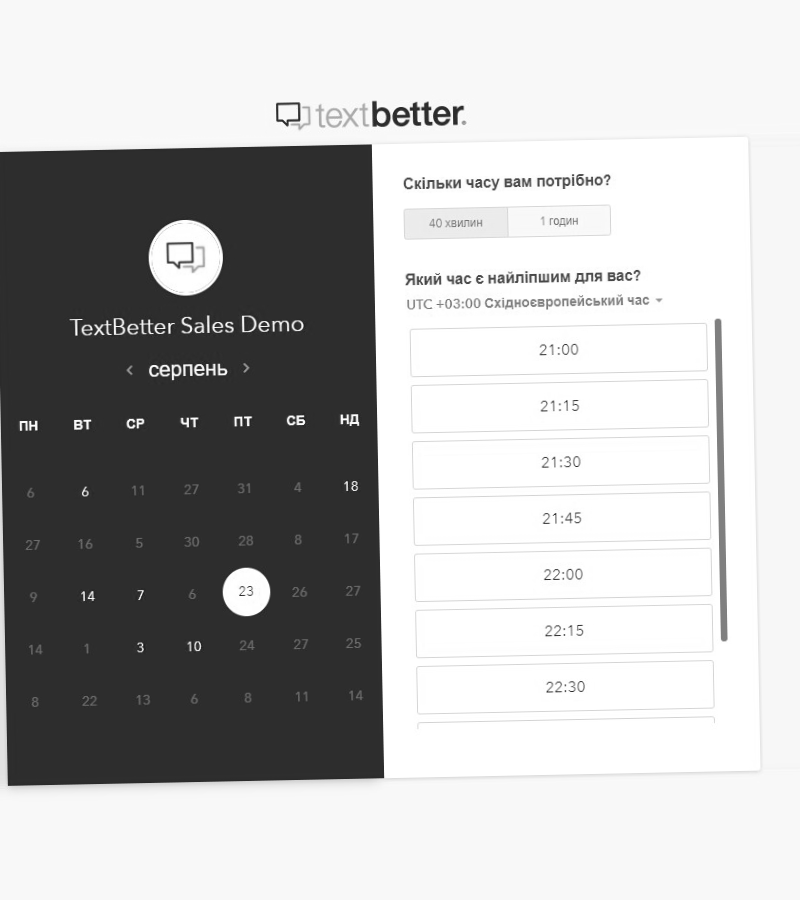 textbetter.
TextBetter Sales Demo
серпень
ПН ВТ СР ЧТ ПТ СБ НД
6 6 11 27 31 4 18
27 16 5 30 28 8 17
9 14 7 6 23 26 27
14 1 3 10 24 27 25
8 22 13 6 8 11 14
Скільки часу вам потрібно?
40 хвилин 1 годин
Який час є найліпшим для вас?
UTC +03:00 Східноєвропейський час
21:00
21:15
21:30
21:45
22:00
22:15
22:30